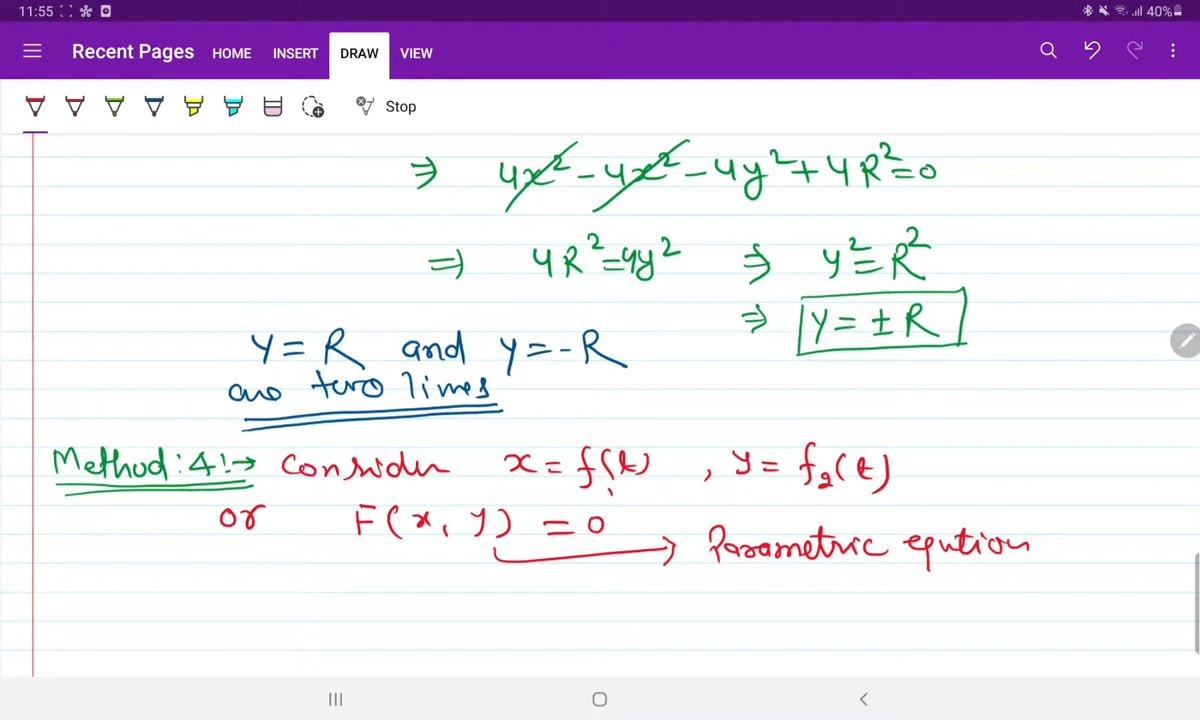 11:55 40%
Recent Pages HOME INSERT DRAW VIEW
Stop
⇒ 4x² - 4x² - 4y² + 4R² = 0
⇒ 4R² = 4y² ⇒ y² = R²
⇒ y = ± R
y = R and y = -R
are two lines
Method:4:→ Consider x = f₁(t) , y = f₂(t)
or F(x, y) = 0
Parametric eqution